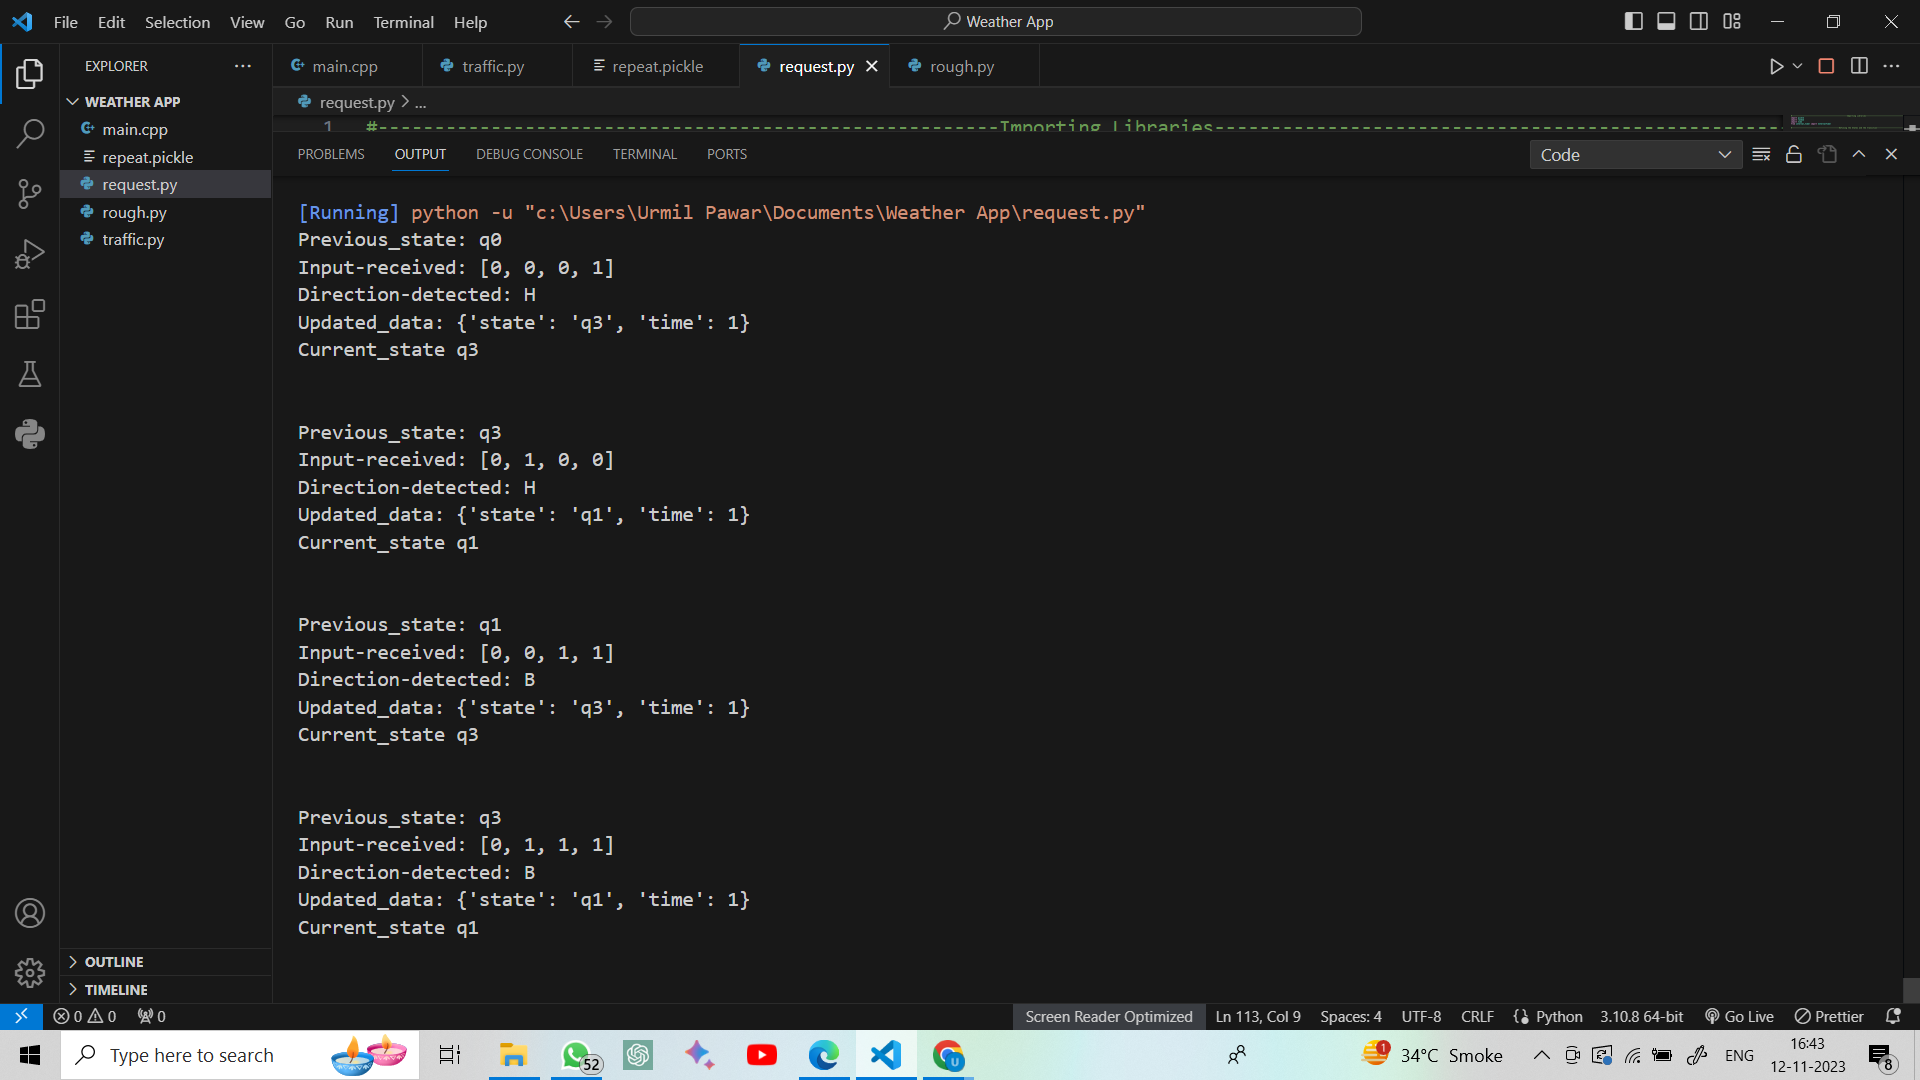 File Edit Selection View Go Run Terminal Help
Weather App
EXPLORER
WEATHER APP
main.cpp
repeat.pickle
request.py
rough.py
traffic.py
OUTLINE
TIMELINE
main.cpp traffic.py repeat.pickle request.py rough.py
request.py > ...
1 #-------------------------------------------------------Importing Libraries--------------------------------------------------
PROBLEMS OUTPUT DEBUG CONSOLE TERMINAL PORTS
Code
[Running] python -u "c:\Users\Urmil Pawar\Documents\Weather App\request.py"
Previous_state: q0
Input-received: [0, 0, 0, 1]
Direction-detected: H
Updated_data: {'state': 'q3', 'time': 1}
Current_state q3
Previous_state: q3
Input-received: [0, 1, 0, 0]
Direction-detected: H
Updated_data: {'state': 'q1', 'time': 1}
Current_state q1
Previous_state: q1
Input-received: [0, 0, 1, 1]
Direction-detected: B
Updated_data: {'state': 'q3', 'time': 1}
Current_state q3
Previous_state: q3
Input-received: [0, 1, 1, 1]
Direction-detected: B
Updated_data: {'state': 'q1', 'time': 1}
Current_state q1
0 0 0
Screen Reader Optimized Ln 113, Col 9 Spaces: 4 UTF-8 CRLF Python 3.10.8 64-bit Go Live Prettier
Type here to search
52
U
1
34°C Smoke
ENG
16:43
12-11-2023
8